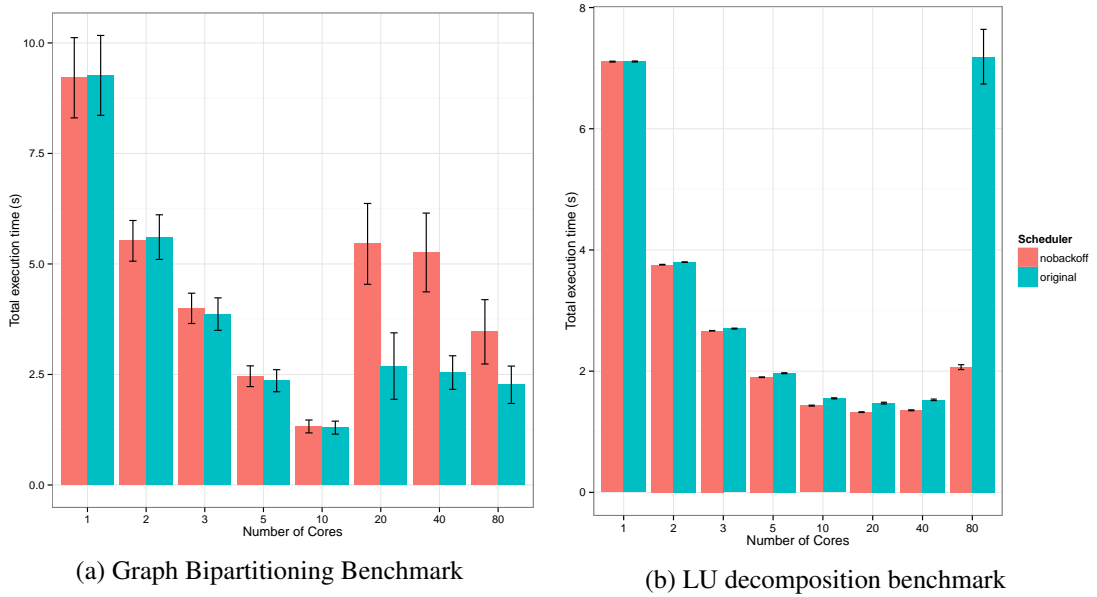 10.0
7.5
5.0
2.5
0.0
Total execution time (s)
1 2 3 5 10 20 40 80
Number of Cores
(a) Graph Bipartitioning Benchmark
8
6
4
2
0
Total execution time (s)
1 2 3 5 10 20 40 80
Number of Cores
(b) LU decomposition benchmark
Scheduler
nobackoff
original